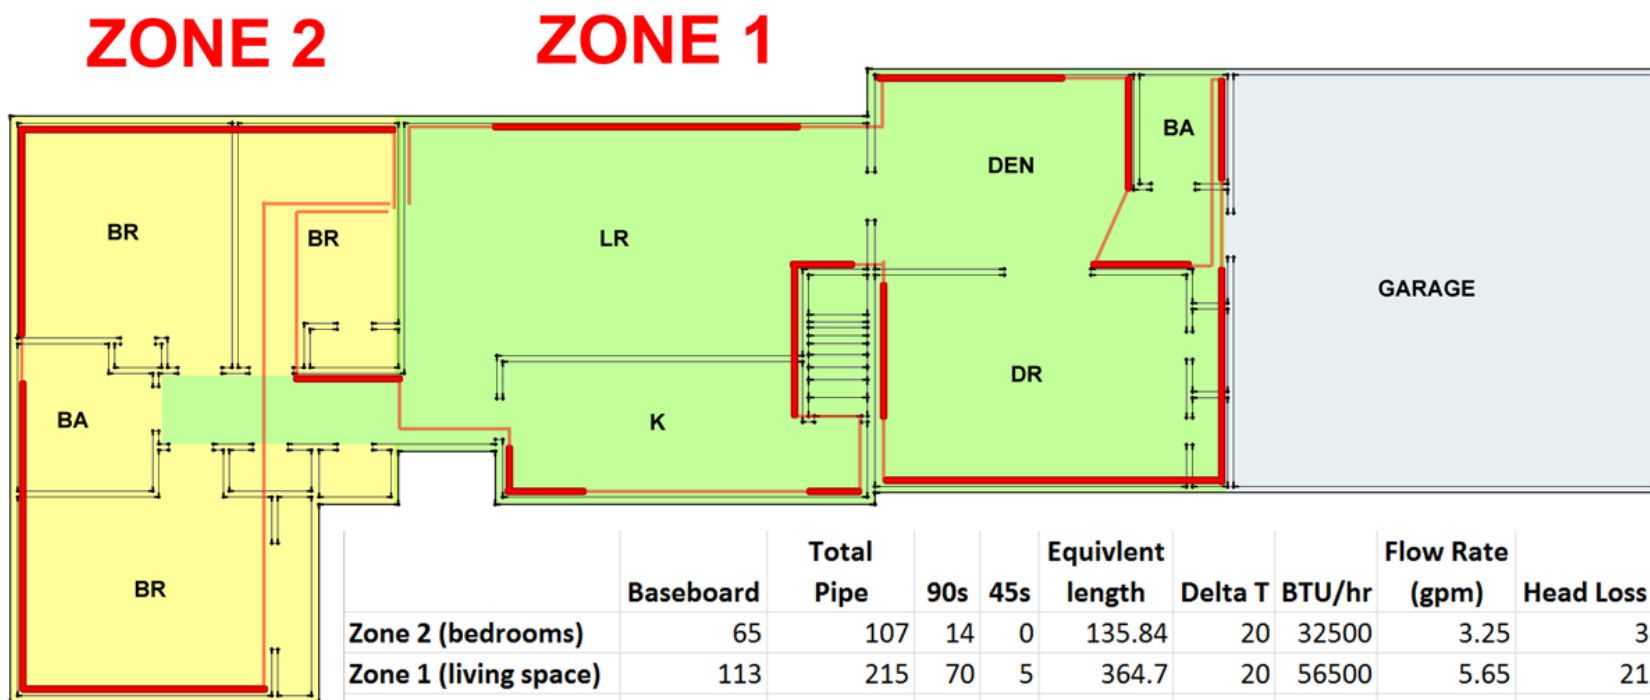 ZONE 2
ZONE 1
BA
DEN
BR
BR
LR
GARAGE
DR
BA
K
BR
Baseboard Total Pipe 90s 45s Equivlent length Delta T BTU/hr Flow Rate (gpm) Head Loss
Zone 2 (bedrooms) 65 107 14 0 135.84 20 32500 3.25 3
Zone 1 (living space) 113 215 70 5 364.7 20 56500 5.65 21